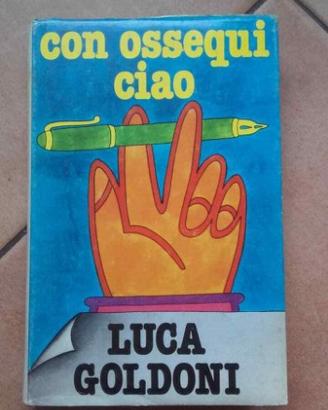 con ossequi
ciao
LUCA
GOLDONI